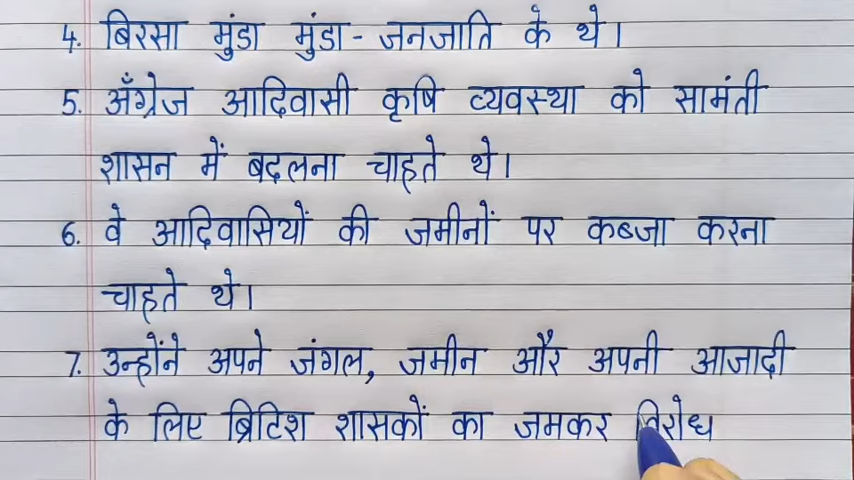 4. बिरसा मुंडा मुंडा - जनजाति के थे।
5. अँग्रेज आदिवासी कृषि व्यवस्था को सामंती
शासन में बदलना चाहते थे।
6. वे आदिवासियों की जमीनों पर कब्जा करना
चाहते थे।
7. उन्होंने अपने जंगल, जमीन और अपनी आजादी
के लिए ब्रिटिश शासकों का जमकर विरोध